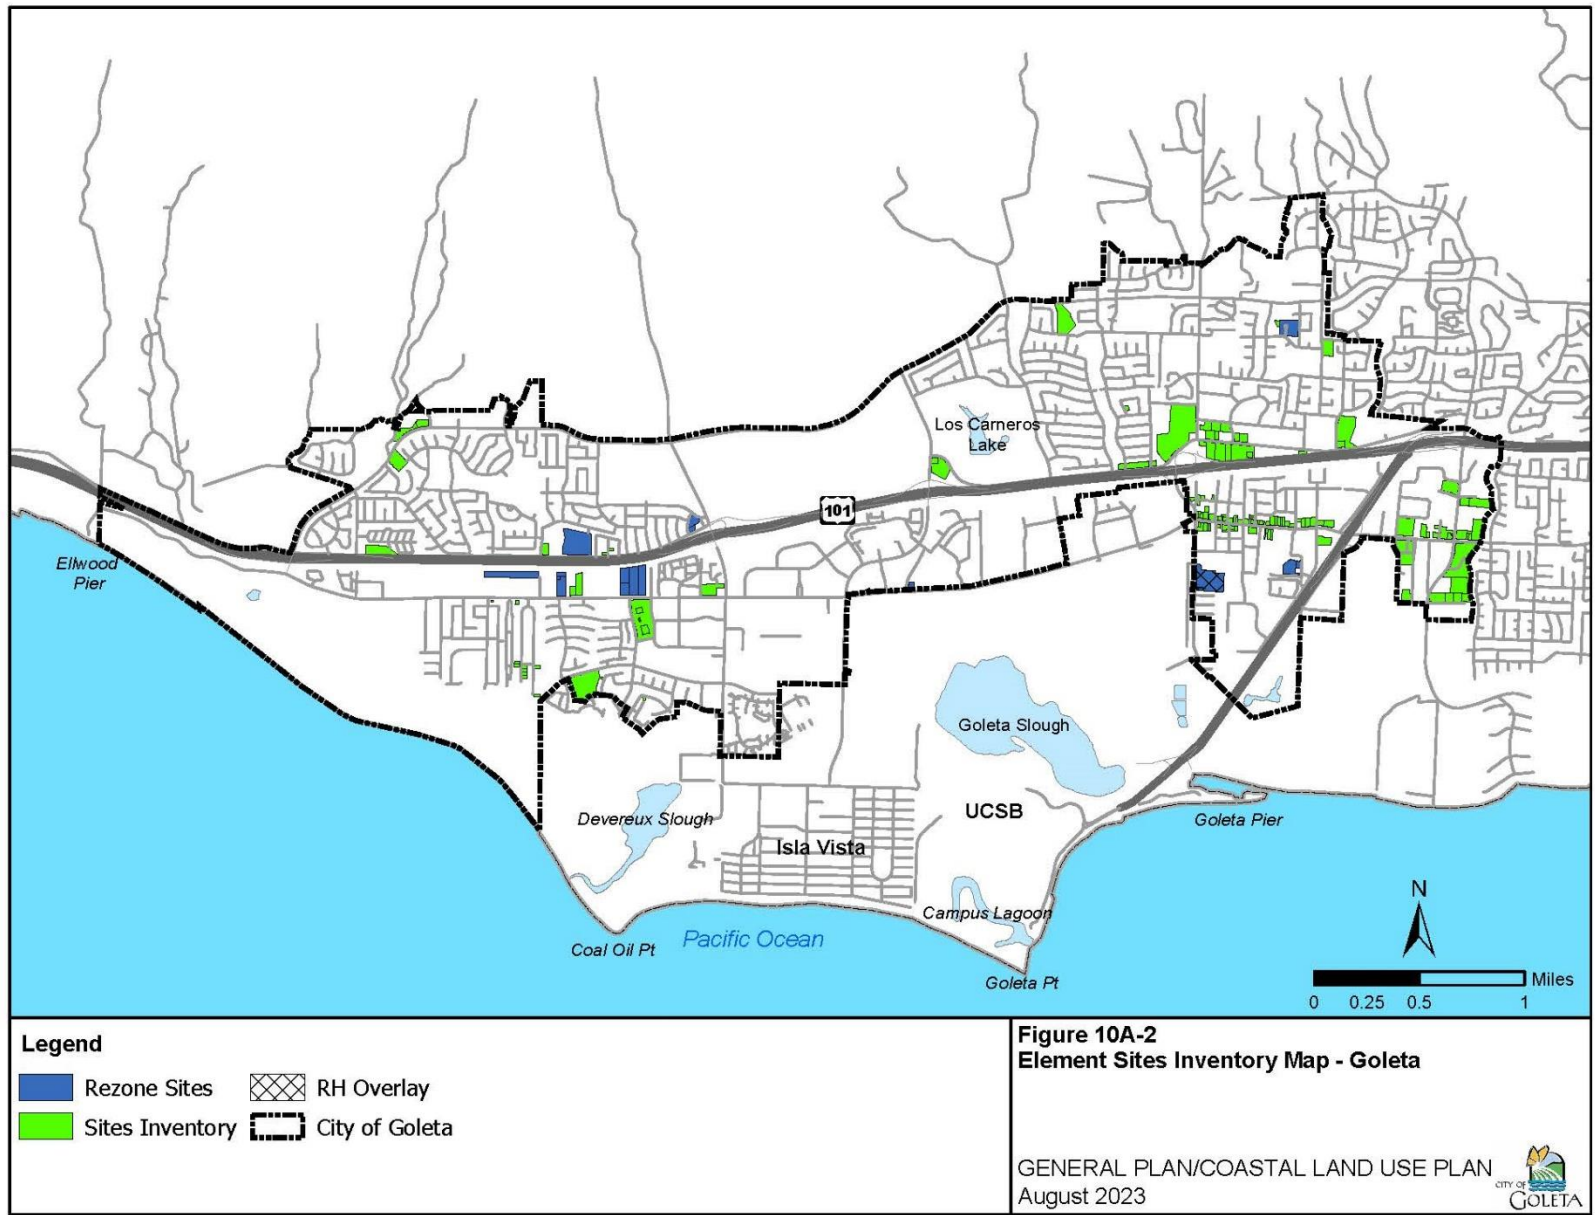 Los Carneros
Lake
101
Ellwood
Pier
Goleta Slough
Devereux Slough
UCSB
Goleta Pier
Isla Vista
Campus Lagoon
N
Coal Oil Pt
Pacific Ocean
Goleta Pt
Miles
0 0.25 0.5 1
Legend
Rezone Sites
RH Overlay
Sites Inventory
City of Goleta
Figure 10A-2
Element Sites Inventory Map - Goleta
GENERAL PLAN/COASTAL LAND USE PLAN
August 2023
CITY OF
GOLETA